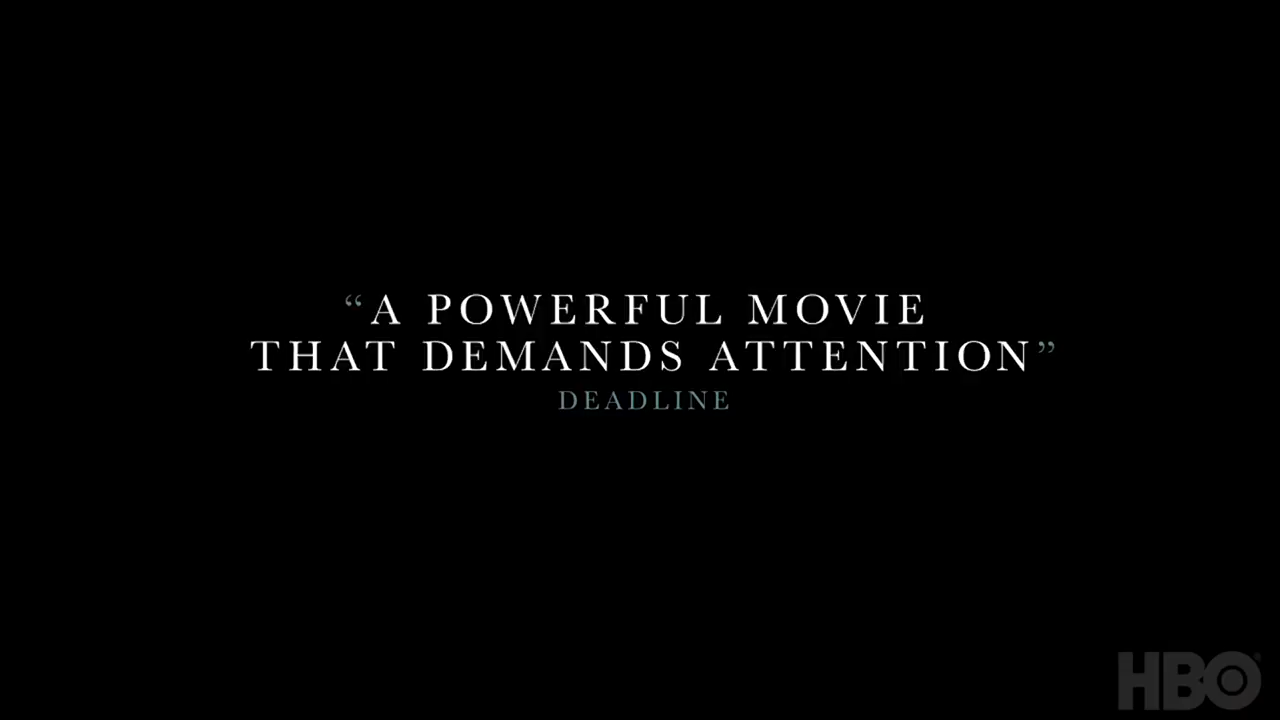 “A POWERFUL MOVIE
THAT DEMANDS ATTENTION”
DEADLINE
HBO®